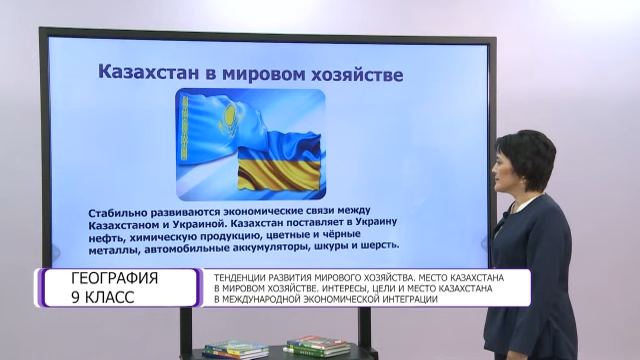 Казахстан в мировом хозяйстве
Стабильно развиваются экономические связи между
Казахстаном и Украиной. Казахстан поставляет в Украину
нефть, химическую продукцию, цветные и чёрные
металлы, автомобильные аккумуляторы, шкуры и шерсть.
ГЕОГРАФИЯ
9 КЛАСС
ТЕНДЕНЦИИ РАЗВИТИЯ МИРОВОГО ХОЗЯЙСТВА. МЕСТО КАЗАХСТАНА
В МИРОВОМ ХОЗЯЙСТВЕ. ИНТЕРЕСЫ, ЦЕЛИ И МЕСТО КАЗАХСТАНА
В МЕЖДУНАРОДНОЙ ЭКОНОМИЧЕСКОЙ ИНТЕГРАЦИИ